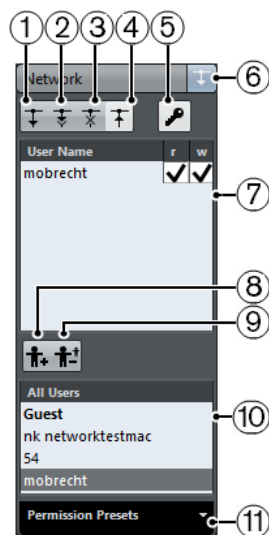 1 2 3 4 5
Network 6
User Name r w
mobrecht 7
8
9
All Users
Guest 10
nk networktestmac
54
mobrecht
Permission Presets 11